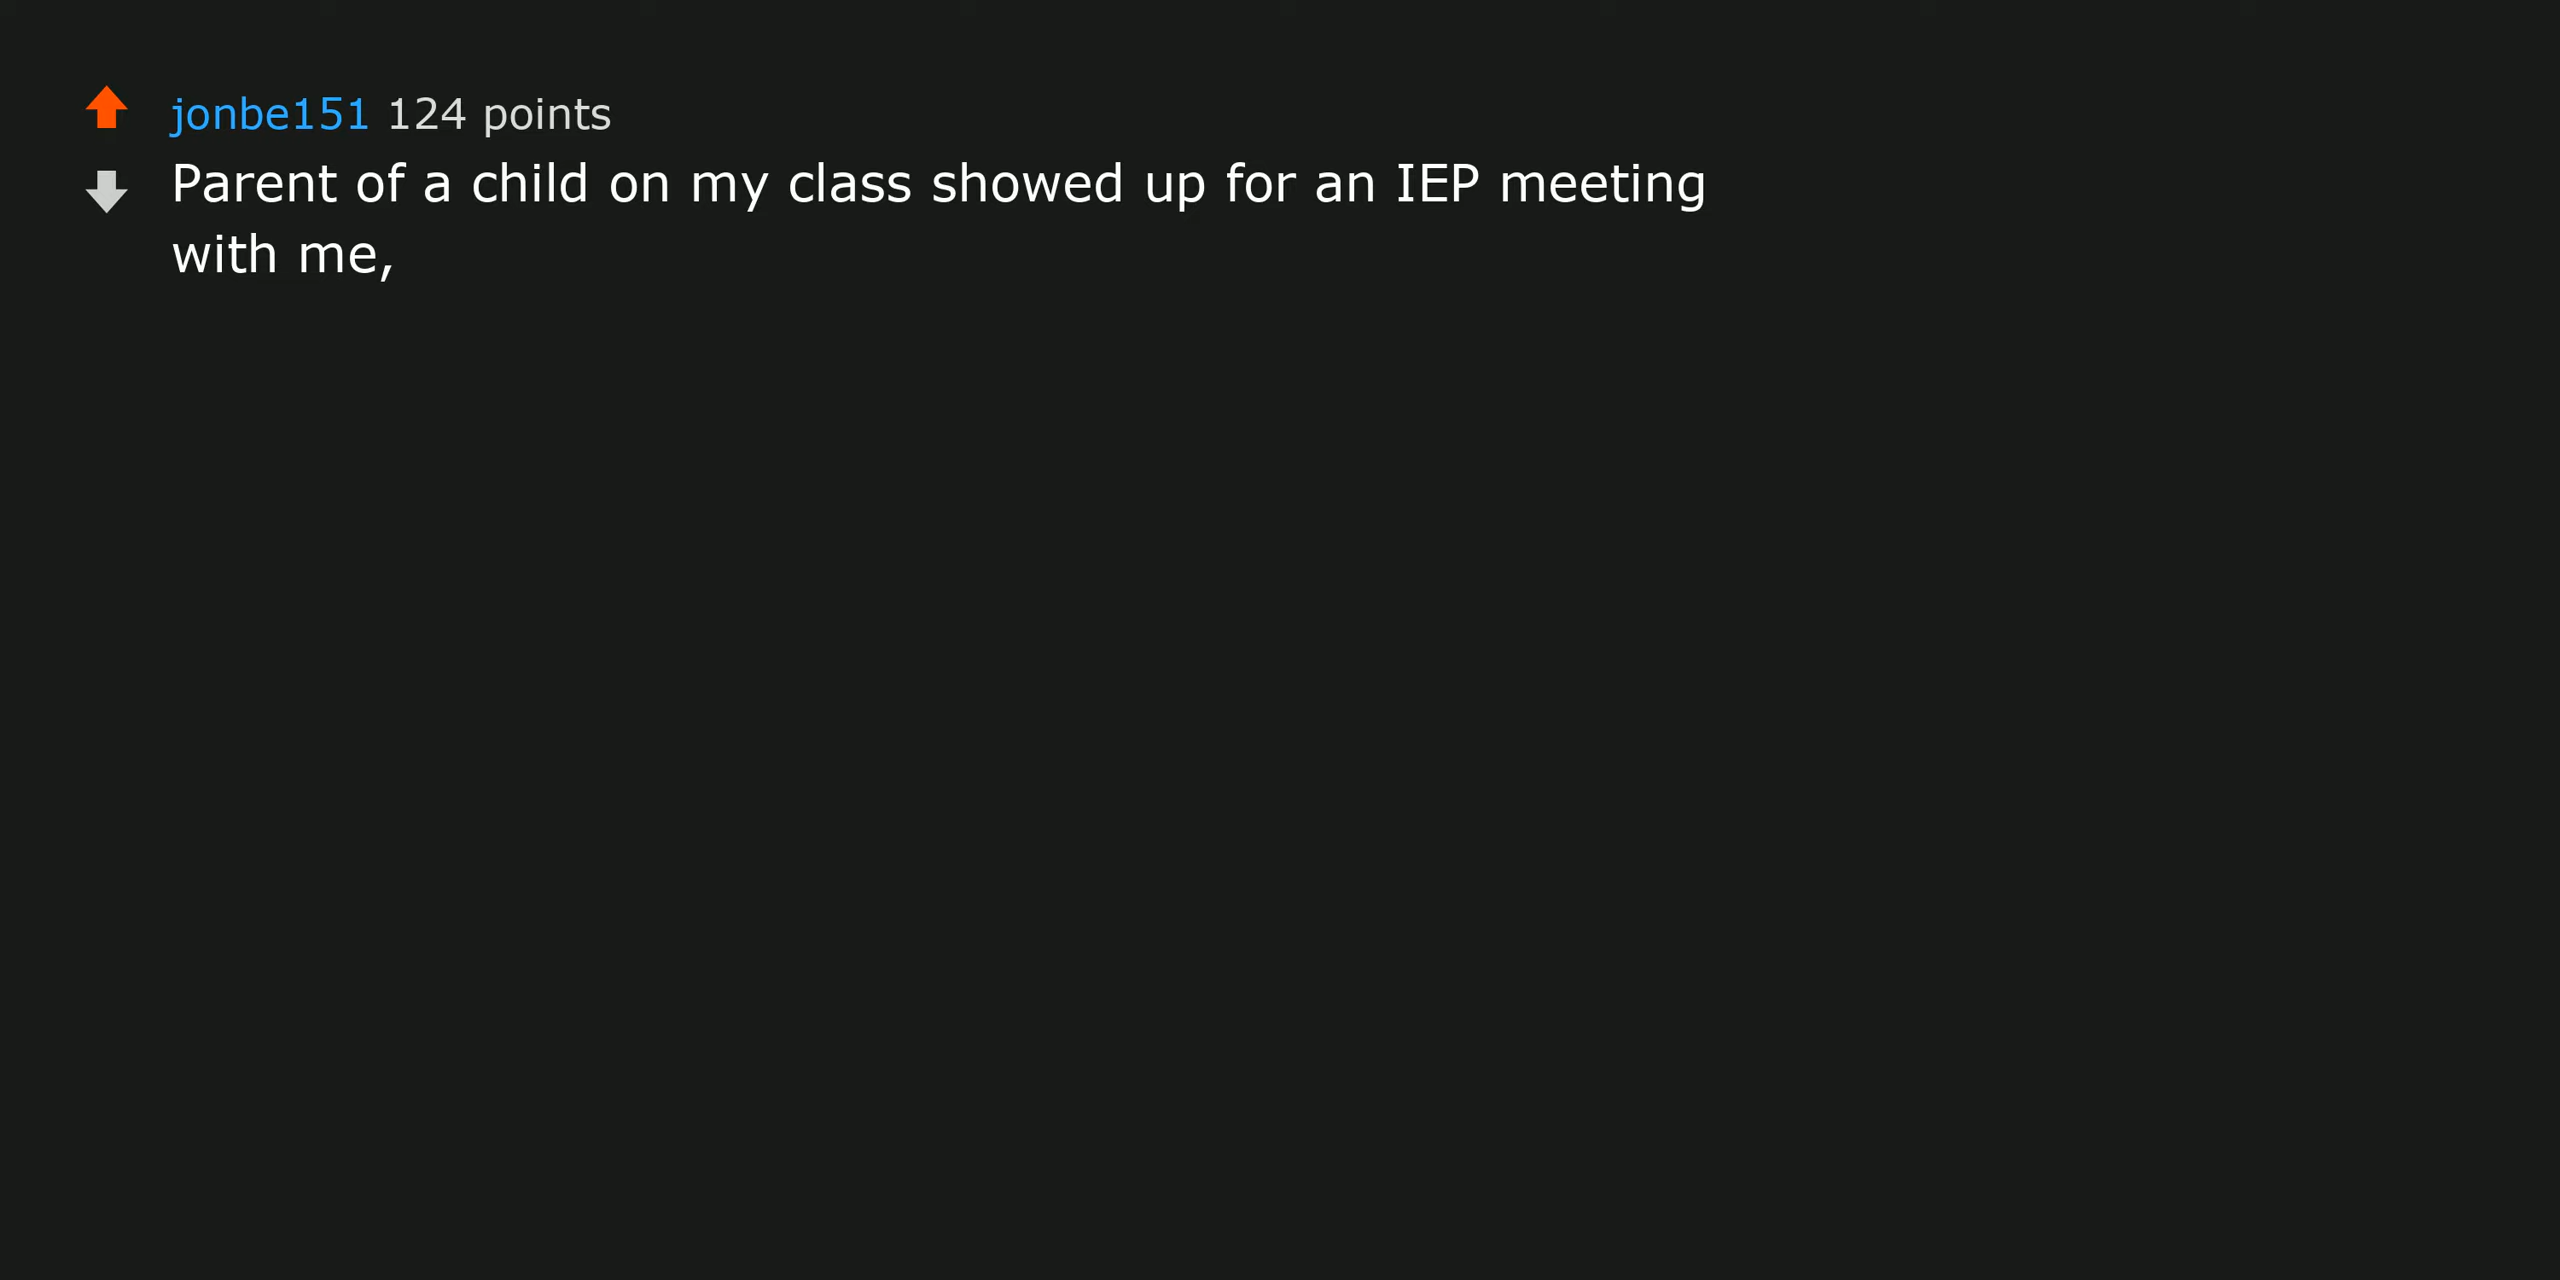 jonbe151 124 points
Parent of a child on my class showed up for an IEP meeting
with me,